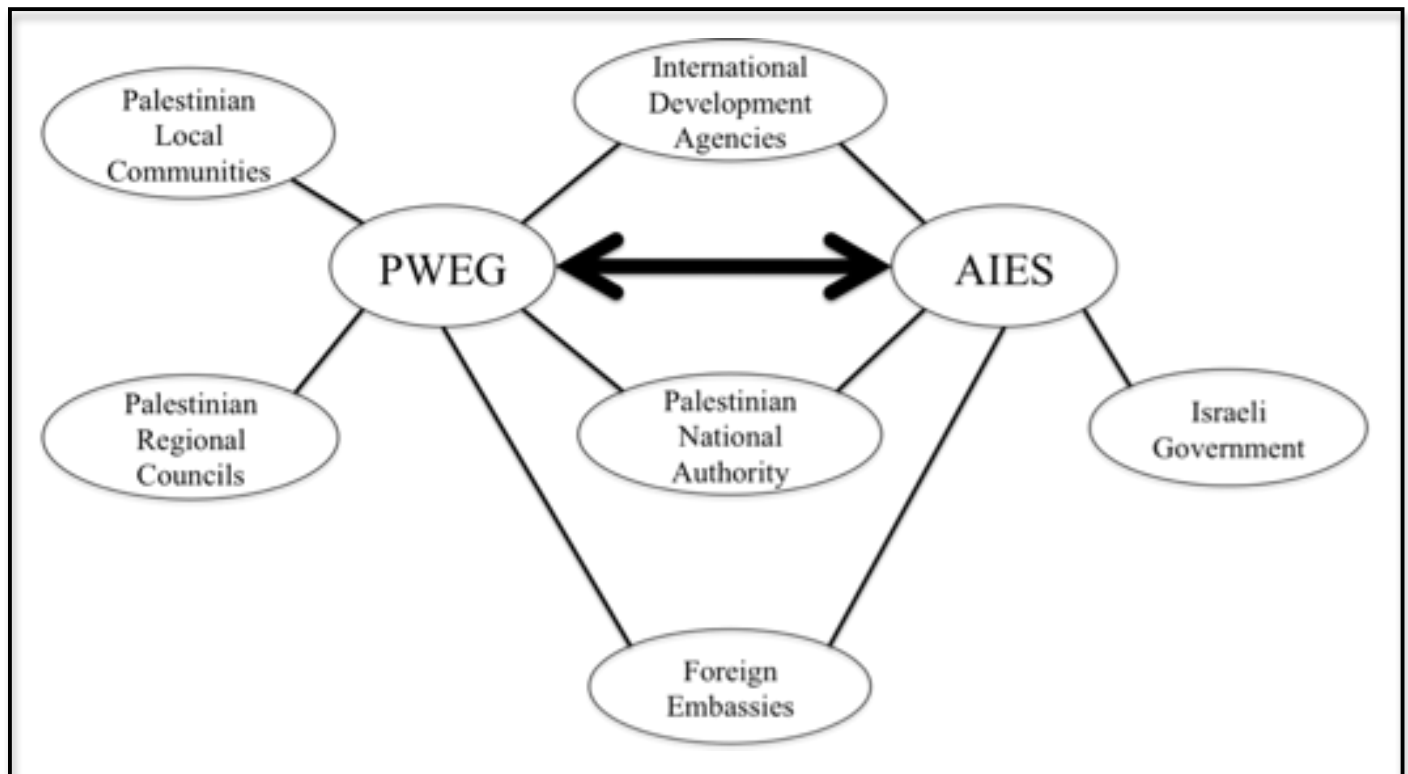 International
Development
Agencies
Palestinian
Local
Communities
PWEG
AIES
Palestinian
Regional
Councils
Palestinian
National
Authority
Israeli
Government
Foreign
Embassies